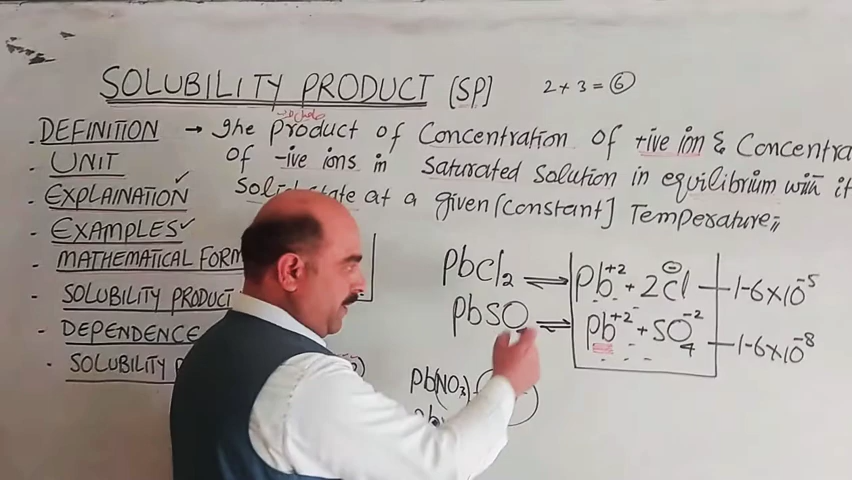 SOLUBILITY PRODUCT [SP]
2 + 3 = 6
. DEFINITION → The product of Concentration of +ive ion & Concentra
of -ive ions in Saturated Solution in equilibrium with it
Solid state at a given [constant] Temperature
. UNIT
. EXPLAINATION ✓
. EXAMPLES ✓
- MATHEMATICAL FORM
- SOLUBILITY PRODUCT
- DEPENDENCE
- SOLUBILITY P
PbCl₂ ⇌ Pb⁺² + 2Cl⊖ — 1-6×10⁻⁵
PbSO ⇌ Pb⁺² + SO₄⁻² — 1-6×10⁻⁸
Pb(NO₃)